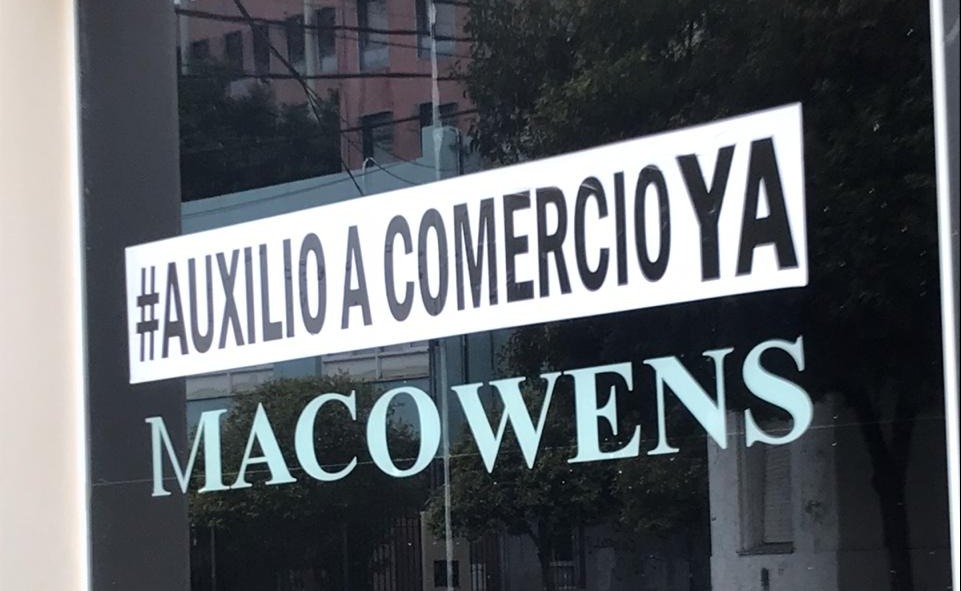 #AUXILIO A COMERCIO YA
MACOWENS